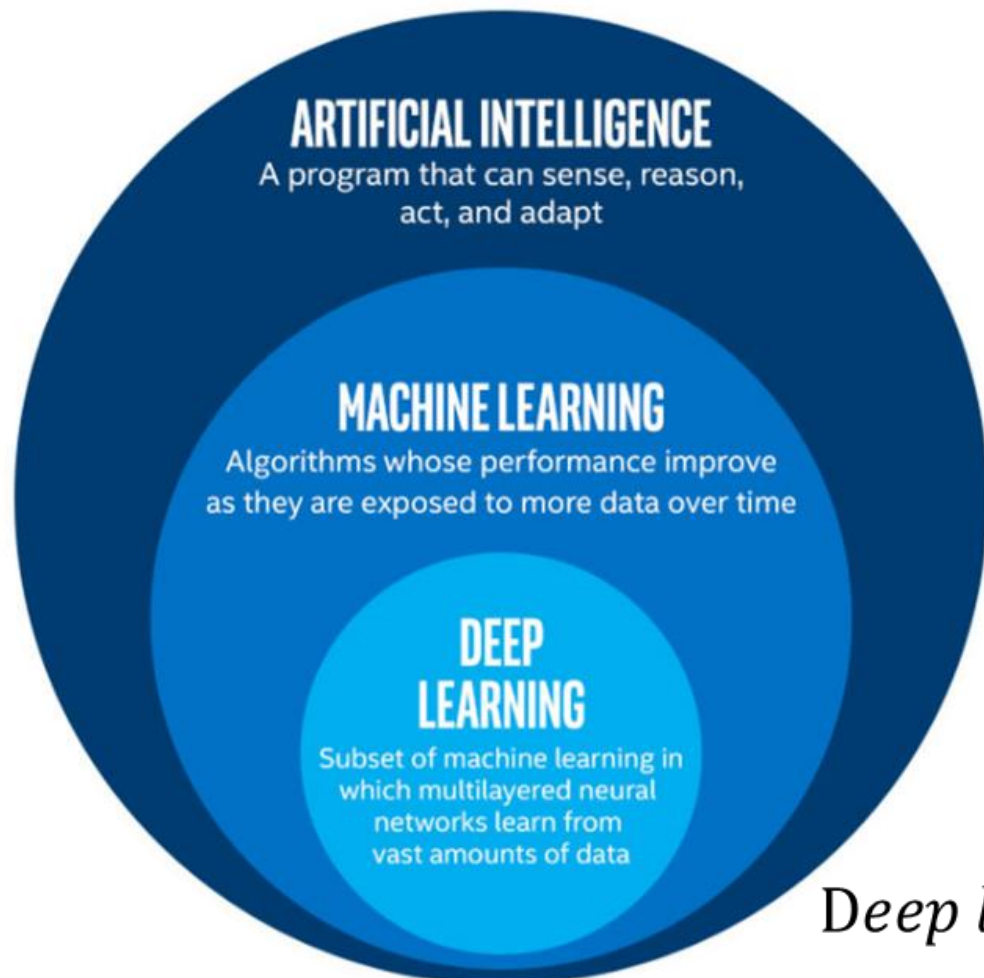 ARTIFICIAL INTELLIGENCE
A program that can sense, reason,
act, and adapt
MACHINE LEARNING
Algorithms whose performance improve
as they are exposed to more data over time
DEEP
LEARNING
Subset of machine learning in
which multilayered neural
networks learn from
vast amounts of data
Deep